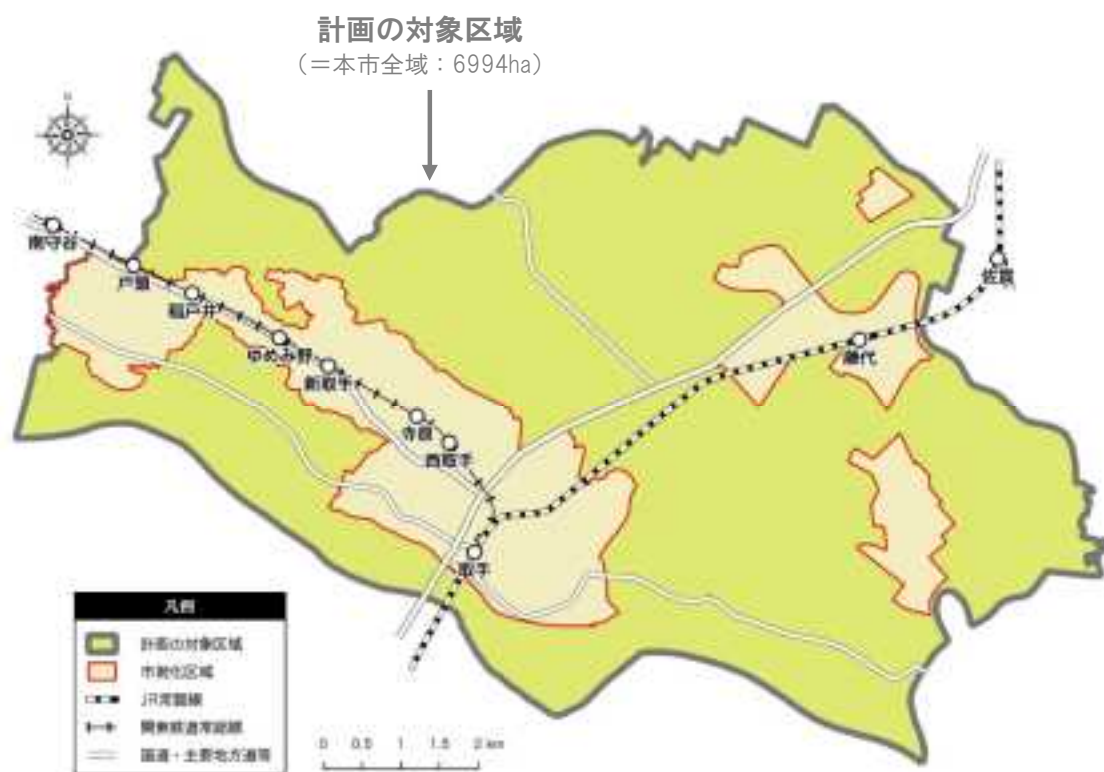 計画の対象区域
（＝本市全域：6994ha）
N
南守谷
戸頭
稲戸井
ゆめみ野
新取手
寺原
西取手
取手
藤代
佐貫
凡例
計画の対象区域
市街化区域
JR常磐線
関東鉄道常総線
国道・主要地方道等
0 0.5 1 1.5 2 km